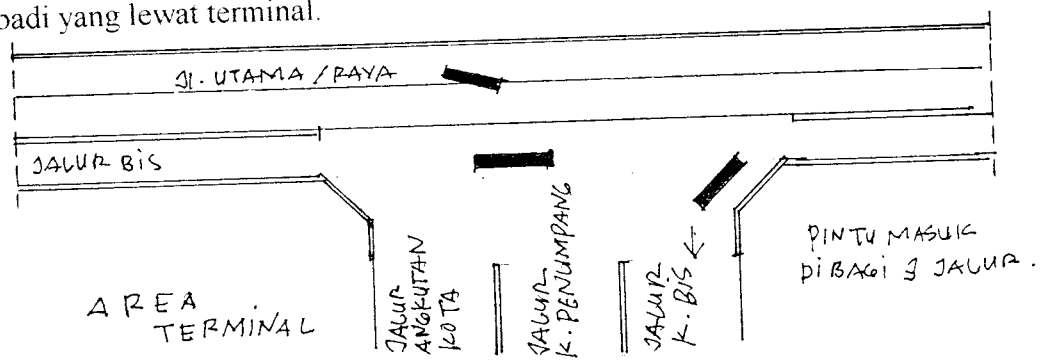 badi yang lewat terminal.
Jl. UTAMA / RAYA
JALUR BIS
AREA
TERMINAL
JALUR
ANGKUTAN
KOTA
JALUR
K. PENUMPANG
JALUR
K. BIS
PINTU MASUK
DIBAGI 3 JALUR.